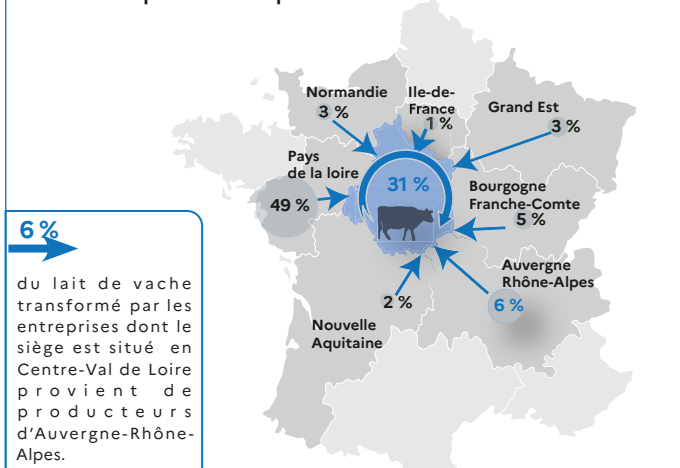 Normandie
3 %
Ile-de-
France
1 %
Grand Est
3 %
Pays
de la loire
49 %
31 %
Bourgogne
Franche-Comte
5 %
Auvergne
Rhône-Alpes
6 %
2 %
Nouvelle
Aquitaine
6 %
du lait de vache
transformé par les
entreprises dont le
siège est situé en
Centre-Val de Loire
provient de
producteurs
d'Auvergne-Rhône-
Alpes.